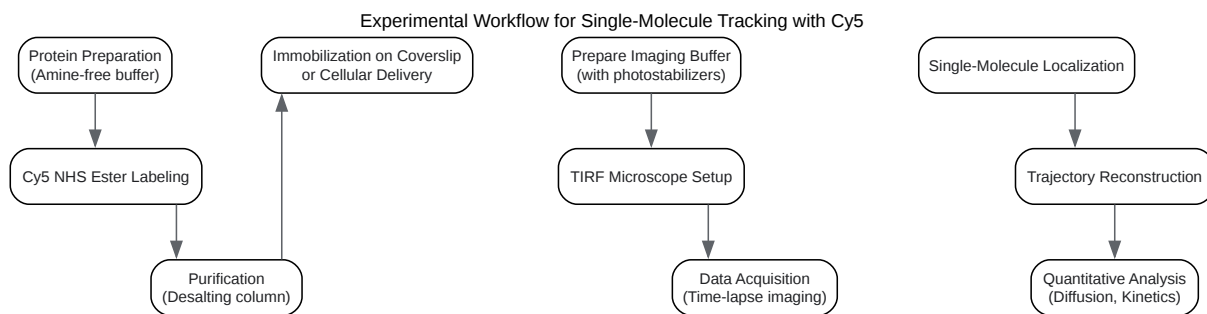 Experimental Workflow for Single-Molecule Tracking with Cy5
Protein Preparation
(Amine-free buffer)
Cy5 NHS Ester Labeling
Purification
(Desalting column)
Immobilization on Coverslip
or Cellular Delivery
Prepare Imaging Buffer
(with photostabilizers)
TIRF Microscope Setup
Data Acquisition
(Time-lapse imaging)
Single-Molecule Localization
Trajectory Reconstruction
Quantitative Analysis
(Diffusion, Kinetics)